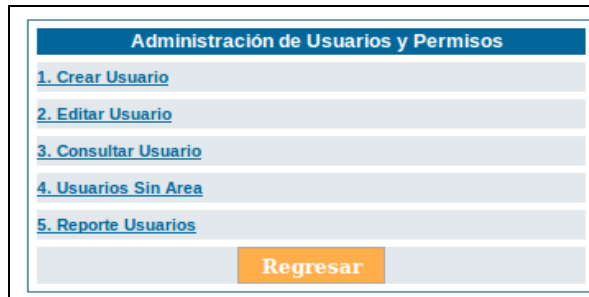 Administración de Usuarios y Permisos
1. Crear Usuario
2. Editar Usuario
3. Consultar Usuario
4. Usuarios Sin Area
5. Reporte Usuarios
Regresar